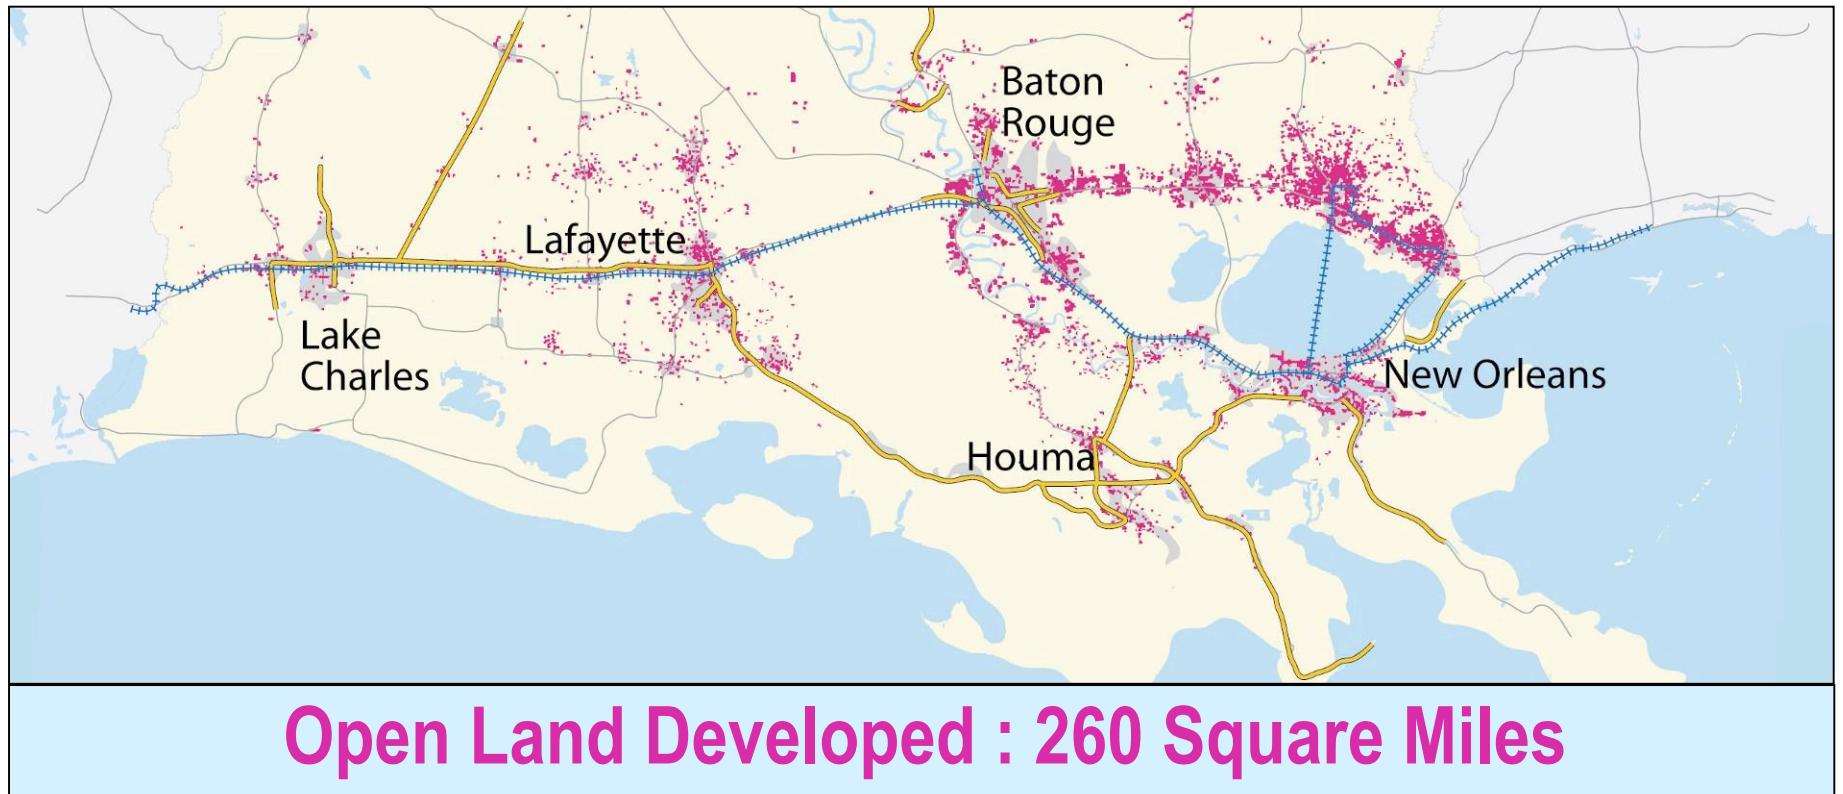 Baton
Rouge
Lafayette
Lake
Charles
New Orleans
Houma
Open Land Developed : 260 Square Miles